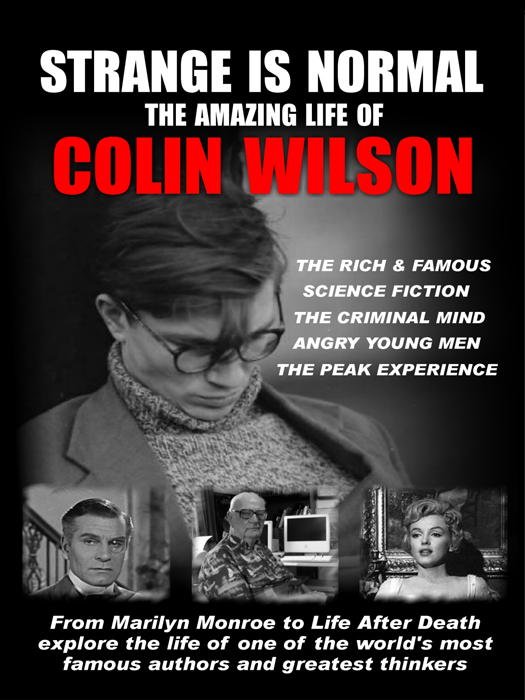 STRANGE IS NORMAL
THE AMAZING LIFE OF
COLIN WILSON
THE RICH & FAMOUS
SCIENCE FICTION
THE CRIMINAL MIND
ANGRY YOUNG MEN
THE PEAK EXPERIENCE
From Marilyn Monroe to Life After Death
explore the life of one of the world's most
famous authors and greatest thinkers